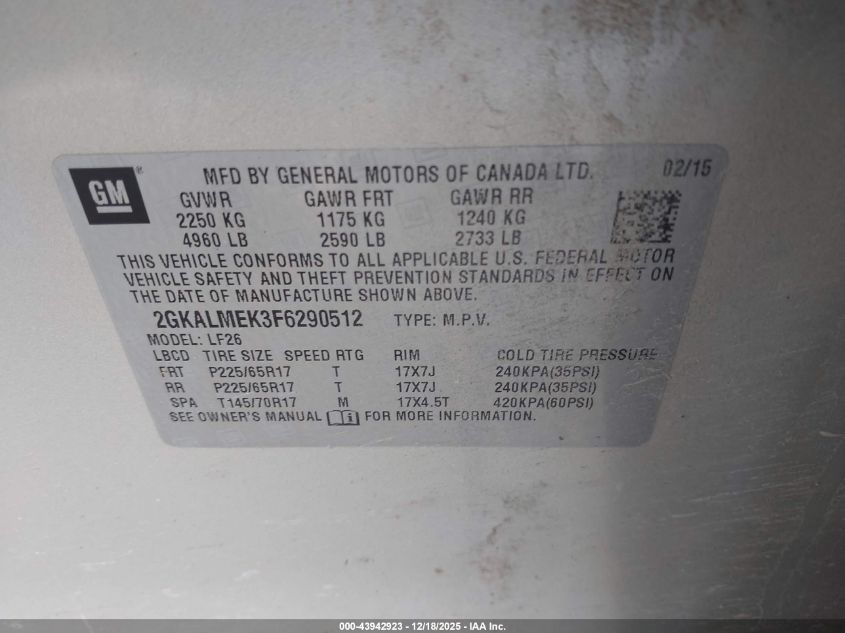 GM ®
MFD BY GENERAL MOTORS OF CANADA LTD. 02/15
GVWR GAWR FRT GAWR RR
2250 KG 1175 KG 1240 KG
4960 LB 2590 LB 2733 LB
THIS VEHICLE CONFORMS TO ALL APPLICABLE U.S. FEDERAL MOTOR
VEHICLE SAFETY AND THEFT PREVENTION STANDARDS IN EFFECT ON
THE DATE OF MANUFACTURE SHOWN ABOVE.
2GKALMEK3F6290512 TYPE: M.P.V.
MODEL: LF26
LBCD TIRE SIZE SPEED RTG RIM COLD TIRE PRESSURE
FRT P225/65R17 T 17X7J 240KPA(35PSI)
RR P225/65R17 T 17X7J 240KPA(35PSI)
SPA T145/70R17 M 17X4.5T 420KPA(60PSI)
SEE OWNER'S MANUAL FOR MORE INFORMATION.
000-43942923 - 12/18/2025 - IAA Inc.